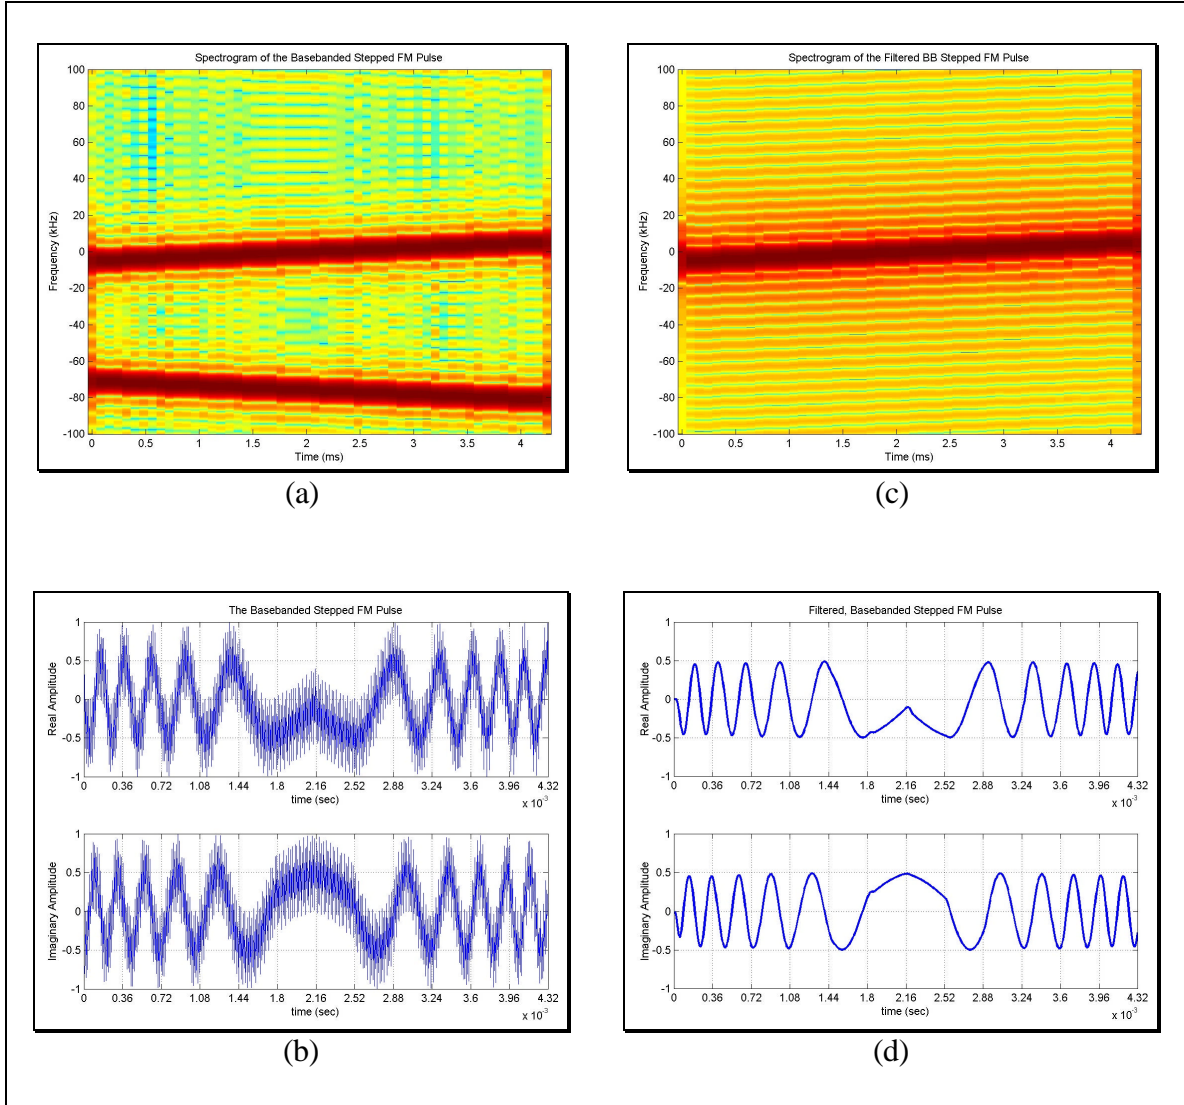 Spectrogram of the Basebanded Stepped FM Pulse
100
80
60
40
20
0
-20
-40
-60
-80
-100
Frequency (kHz)
0 0.5 1 1.5 2 2.5 3 3.5 4
Time (ms)
(a)
Spectrogram of the Filtered BB Stepped FM Pulse
100
80
60
40
20
0
-20
-40
-60
-80
-100
Frequency (kHz)
0 0.5 1 1.5 2 2.5 3 3.5 4
Time (ms)
(c)
The Basebanded Stepped FM Pulse
1
0.5
0
-0.5
-1
Real Amplitude
0 0.36 0.72 1.08 1.44 1.8 2.16 2.52 2.88 3.24 3.6 3.96 4.32
time (sec)
x 10-3
1
0.5
0
-0.5
-1
Imaginary Amplitude
0 0.36 0.72 1.08 1.44 1.8 2.16 2.52 2.88 3.24 3.6 3.96 4.32
time (sec)
x 10-3
(b)
Filtered, Basebanded Stepped FM Pulse
1
0.5
0
-0.5
-1
Real Amplitude
0 0.36 0.72 1.08 1.44 1.8 2.16 2.52 2.88 3.24 3.6 3.96 4.32
time (sec)
x 10-3
1
0.5
0
-0.5
-1
Imaginary Amplitude
0 0.36 0.72 1.08 1.44 1.8 2.16 2.52 2.88 3.24 3.6 3.96 4.32
time (sec)
x 10-3
(d)